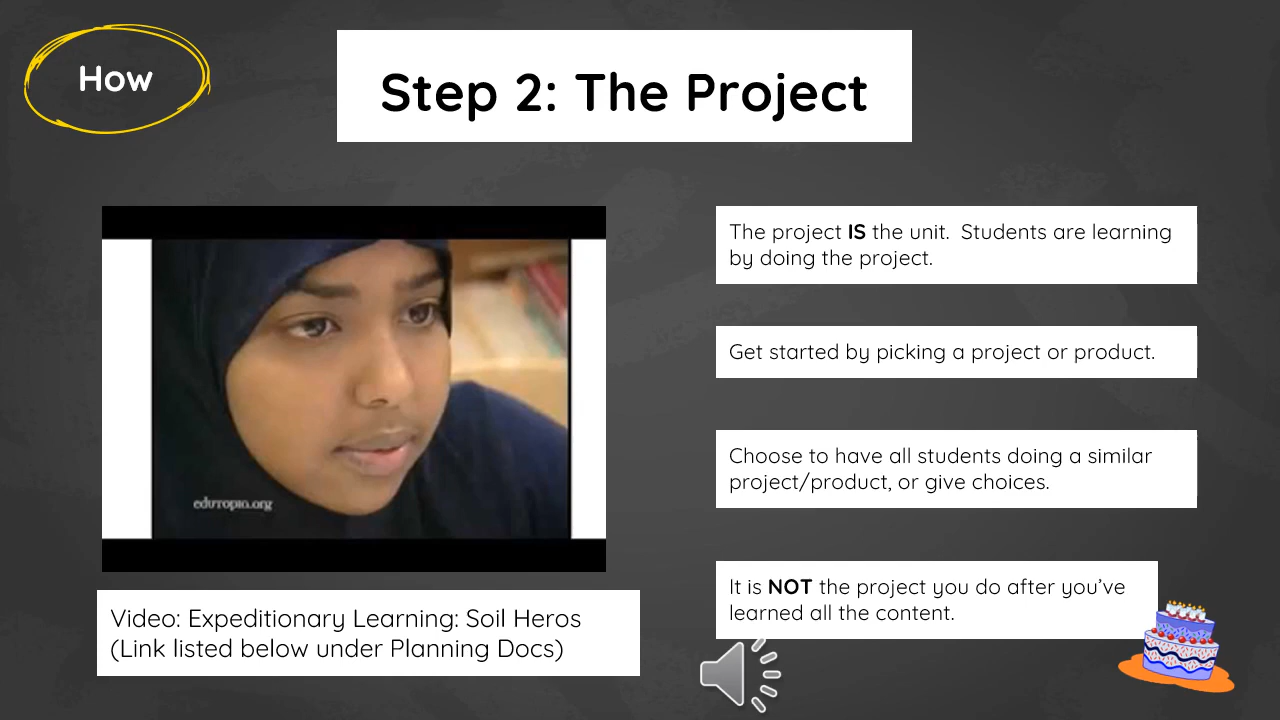 How
Step 2: The Project
The project IS the unit.  Students are learning
by doing the project.
Get started by picking a project or product.
Choose to have all students doing a similar
project/product, or give choices.
It is NOT the project you do after you’ve
learned all the content.
edutopia.org
Video: Expeditionary Learning: Soil Heros
(Link listed below under Planning Docs)